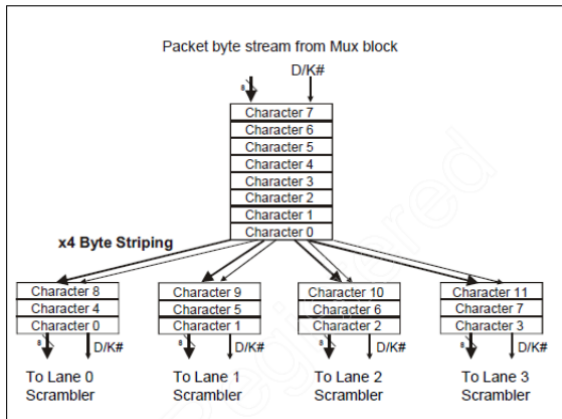 Packet byte stream from Mux block
8 D/K#
Character 7
Character 6
Character 5
Character 4
Character 3
Character 2
Character 1
Character 0
x4 Byte Striping
Character 8 Character 9 Character 10 Character 11
Character 4 Character 5 Character 6 Character 7
Character 0 Character 1 Character 2 Character 3
8 D/K# 8 D/K# 8 D/K# 8 D/K#
To Lane 0 To Lane 1 To Lane 2 To Lane 3
Scrambler Scrambler Scrambler Scrambler